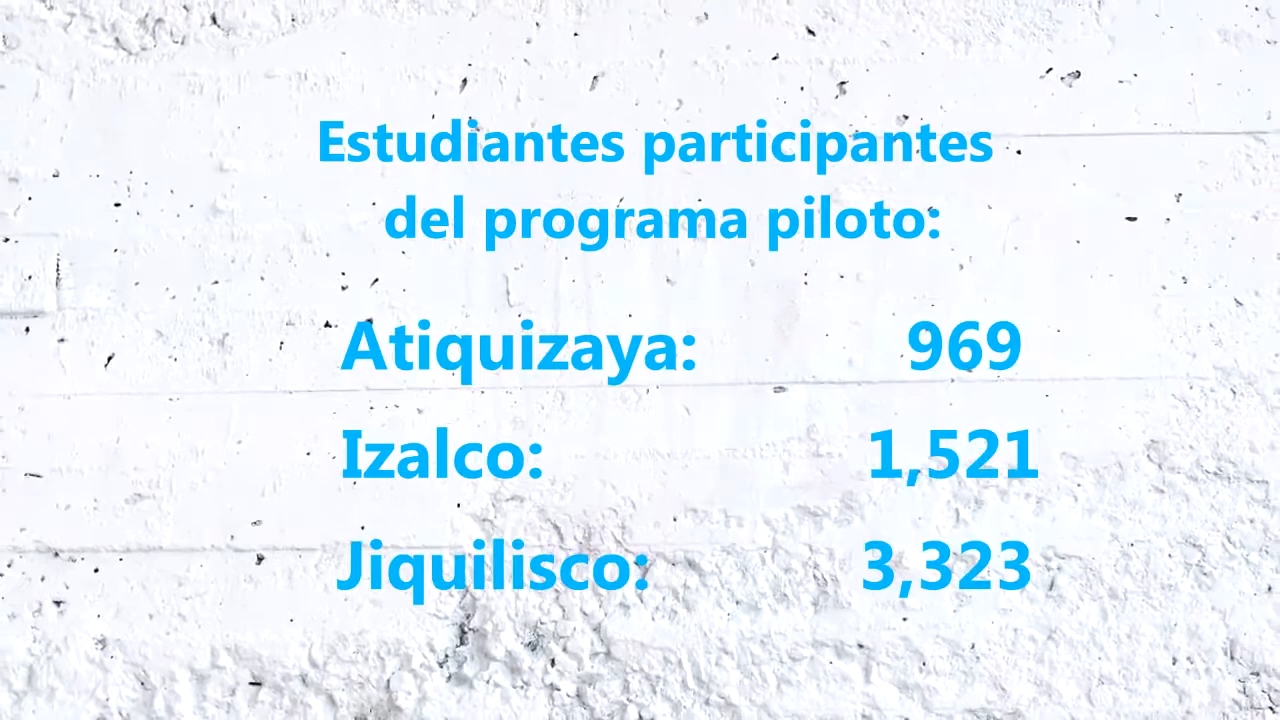 Estudiantes participantes
del programa piloto:
Atiquizaya: 969
Izalco: 1,521
Jiquilisco: 3,323